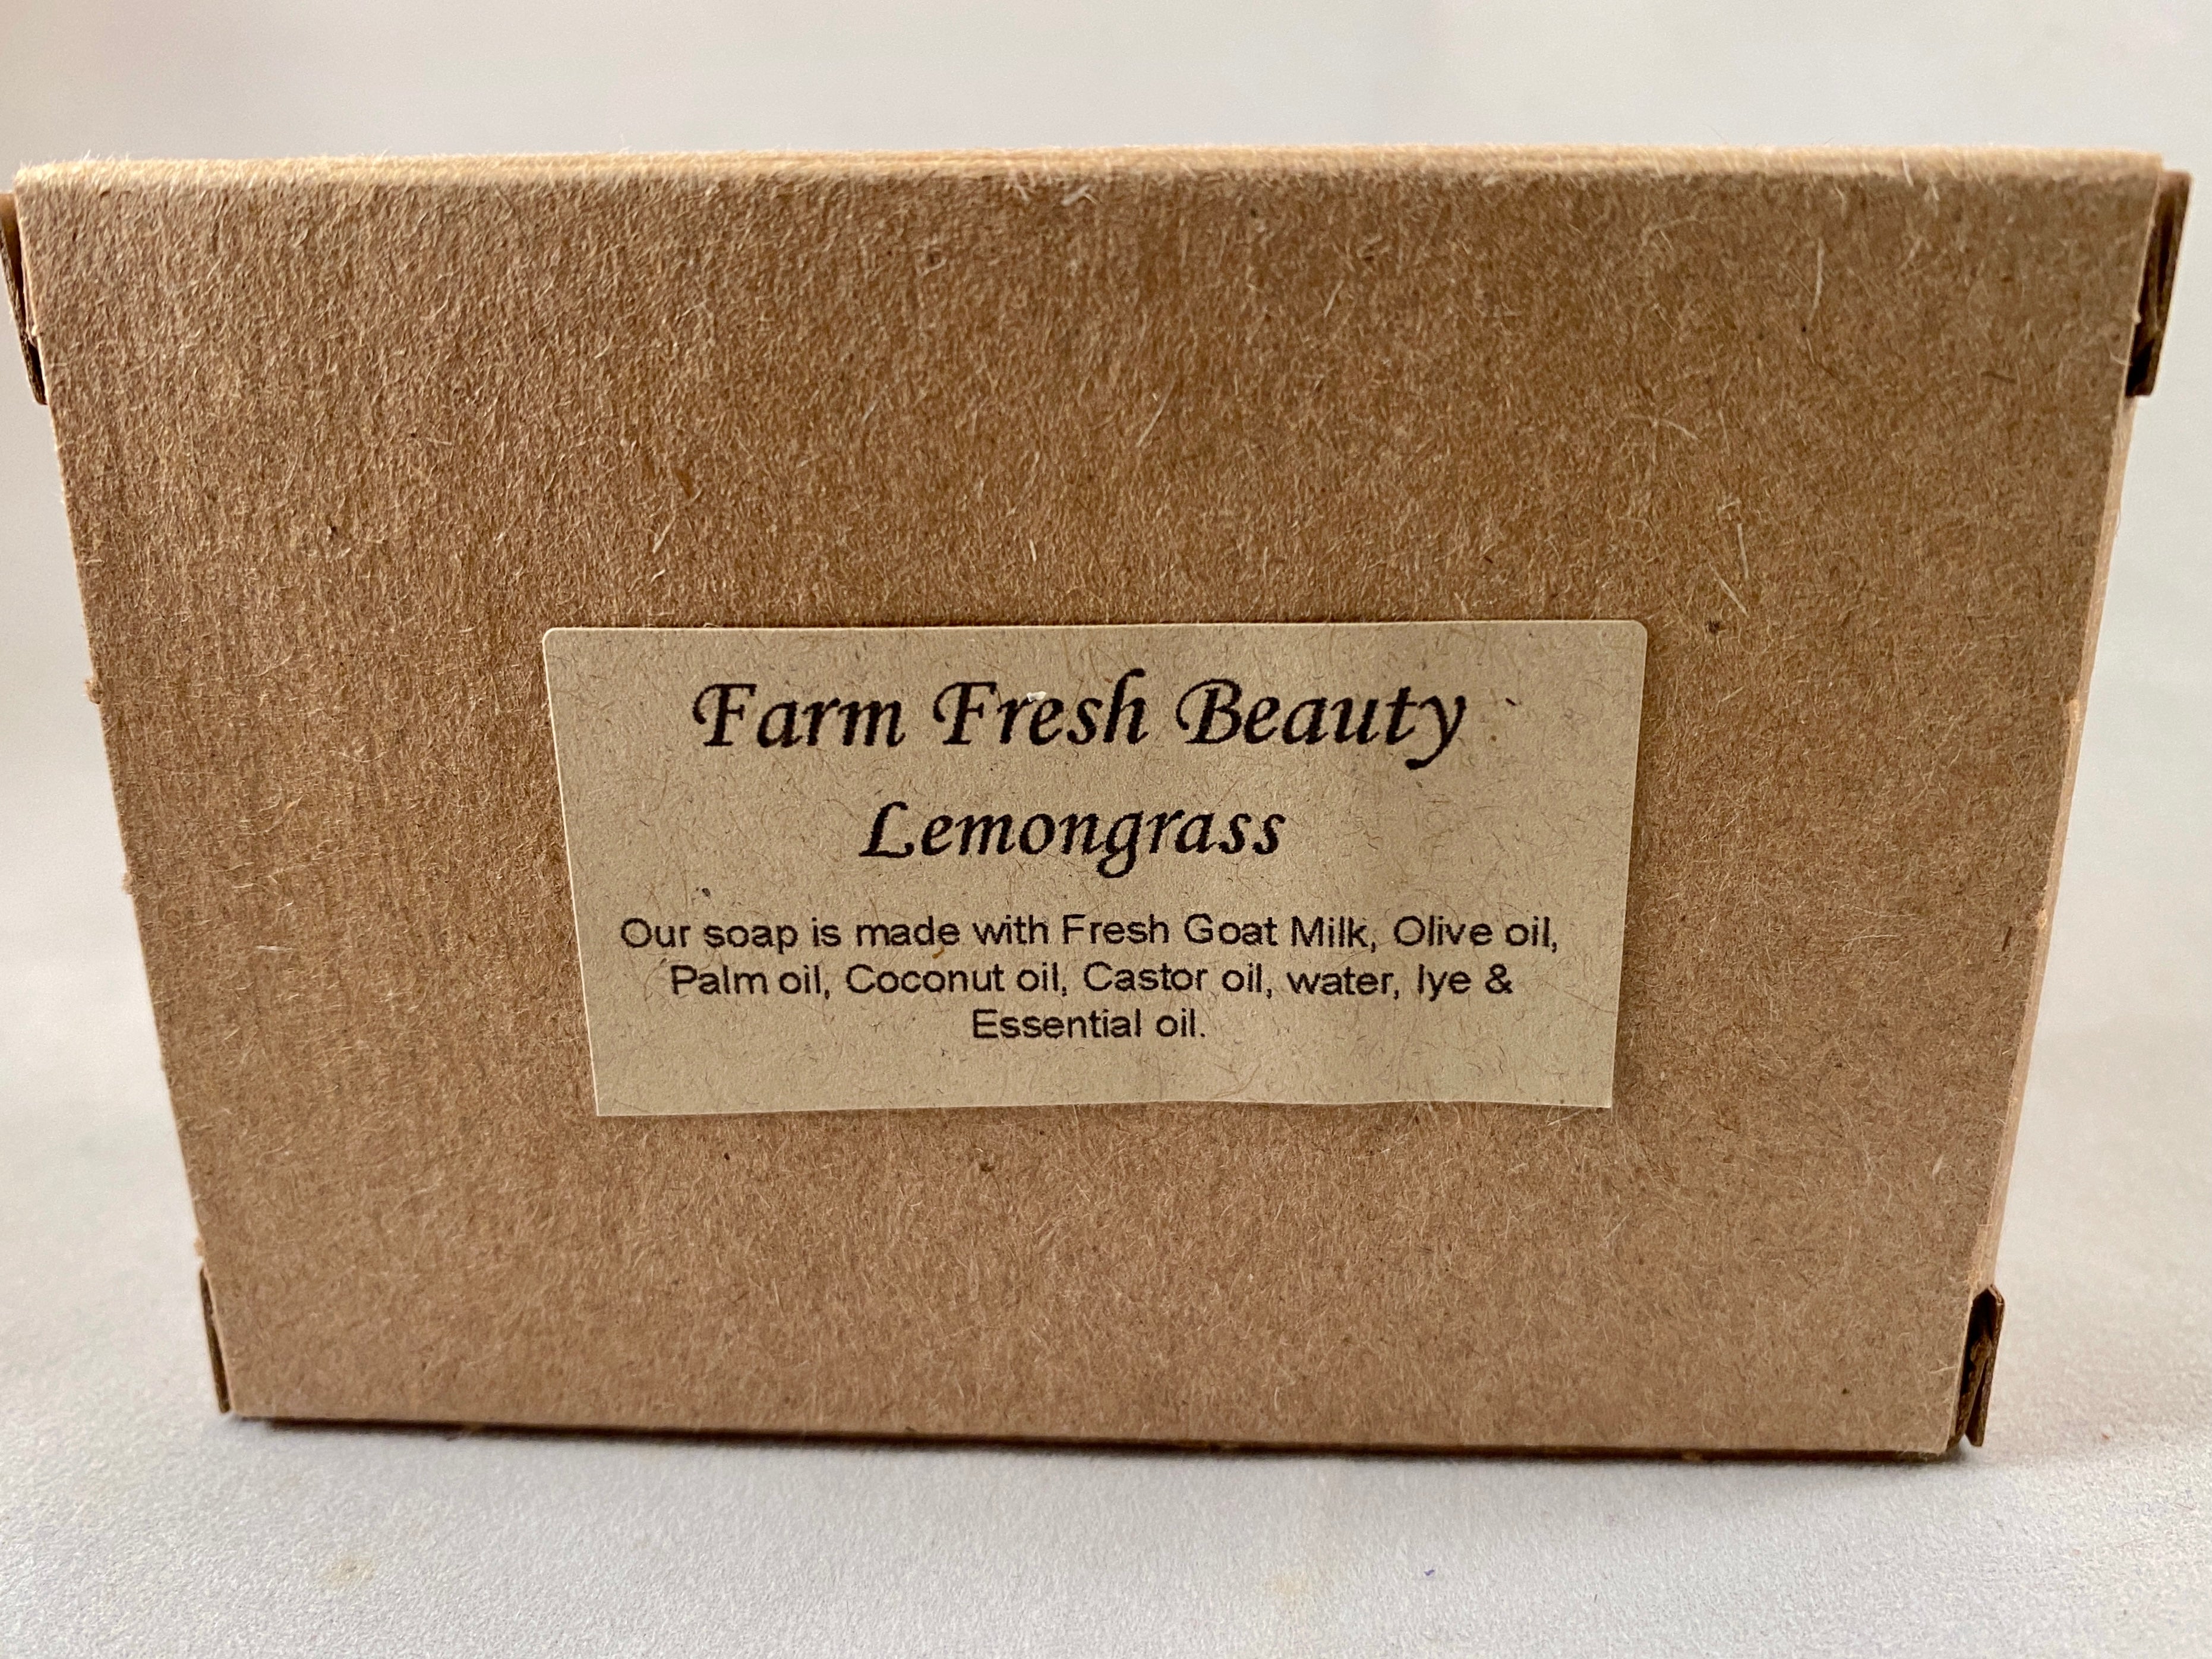 Farm Fresh Beauty
Lemongrass
Our soap is made with Fresh Goat Milk, Olive oil,
Palm oil, Coconut oil, Castor oil, water, lye &
Essential oil.